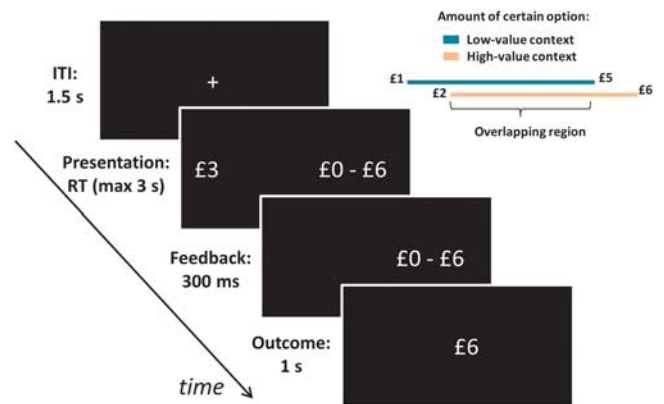 ITI:
1.5 s
+
Presentation:
RT (max 3 s)
£3
£0 - £6
Feedback:
300 ms
£0 - £6
Outcome:
1 s
£6
time
Amount of certain option:
Low-value context
High-value context
£1
£5
£2
£6
Overlapping region